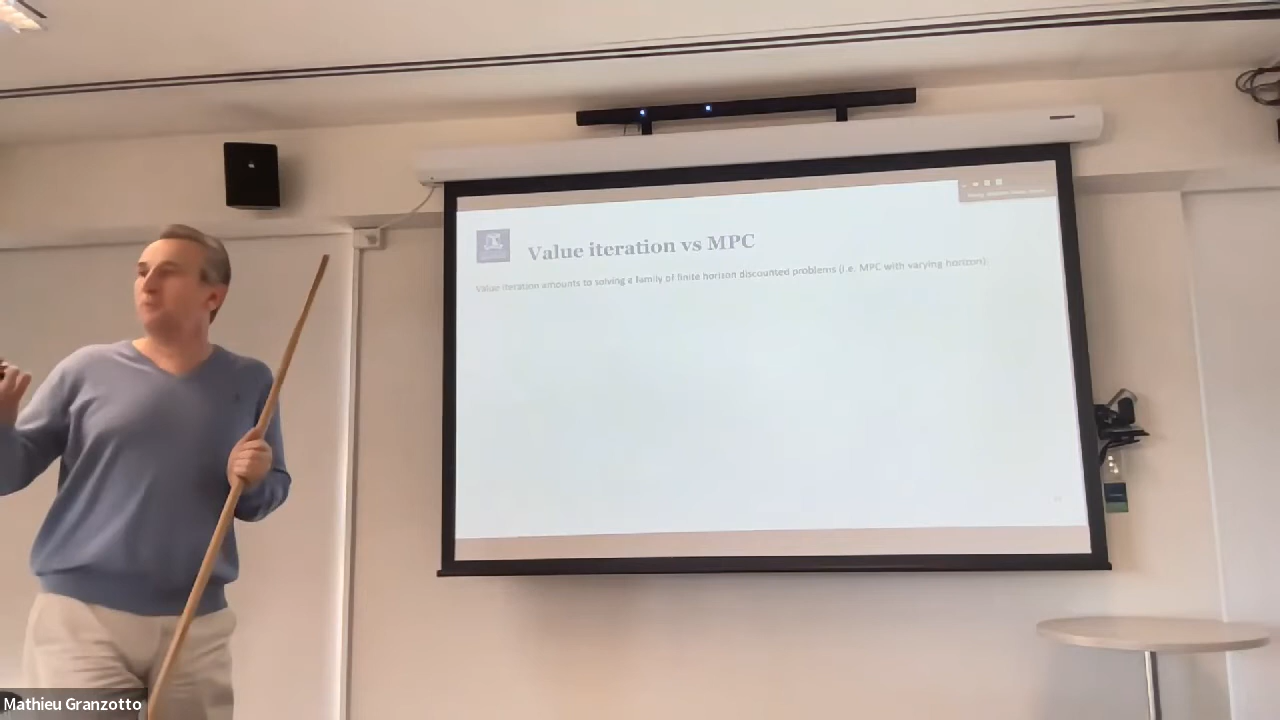 Value iteration vs MPC
Value iteration amounts to solving a family of finite horizon discounted problems (i.e. MPC with varying horizon)
Mathieu Granzotto